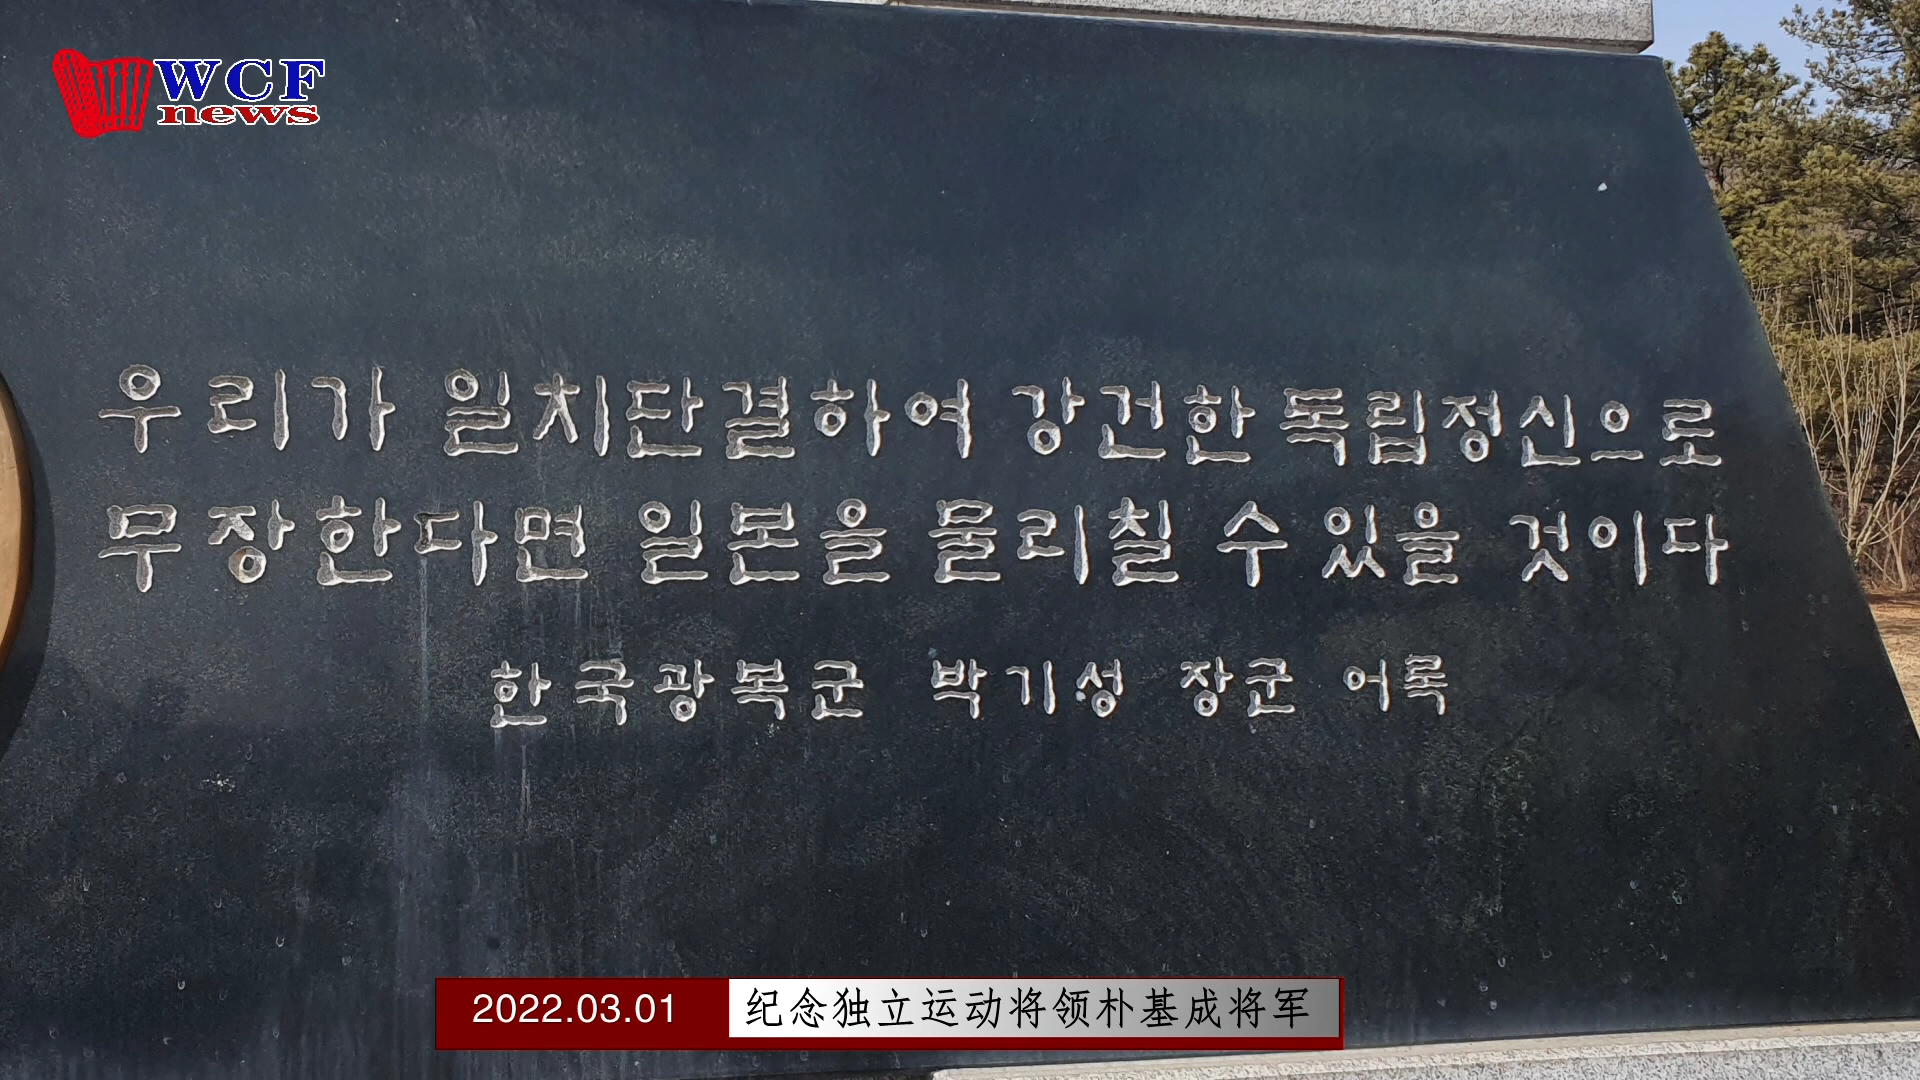 WCF
news
우리가 일치단결하여 강건한 독립정신으로
무장한다면 일본을 물리칠 수 있을 것이다
한국광복군 박기성 장군 어록
2022.03.01 纪念独立运动将领朴基成将军